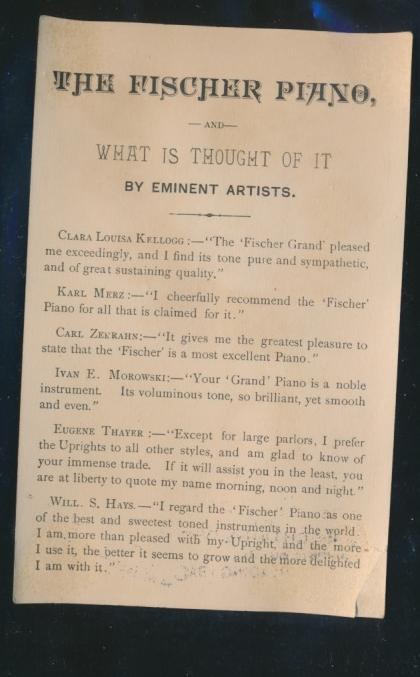 THE FISCHER PIANO,
—AND—
WHAT IS THOUGHT OF IT
BY EMINENT ARTISTS.
CLARA LOUISA KELLOGG:—"The 'Fischer Grand' pleased
me exceedingly, and I find its tone pure and sympathetic,
and of great sustaining quality."
KARL MERZ:—"I cheerfully recommend the 'Fischer'
Piano for all that is claimed for it."
CARL ZERRAHN:—"It gives me the greatest pleasure to
state that the 'Fischer' is a most excellent Piano."
IVAN E. MOROWSKI:—"Your 'Grand' Piano is a noble
instrument. Its voluminous tone, so brilliant, yet smooth
and even."
EUGENE THAYER:—"Except for large parlors, I prefer
the Uprights to all other styles, and am glad to know of
your immense trade. If it will assist you in the least, you
are at liberty to quote my name morning, noon and night."
WILL. S. HAYS.—"I regard the 'Fischer' Piano as one
of the best and sweetest toned instruments in the world.
I am more than pleased with my Upright, and the more
I use it, the better it seems to grow and the more delighted
I am with it."